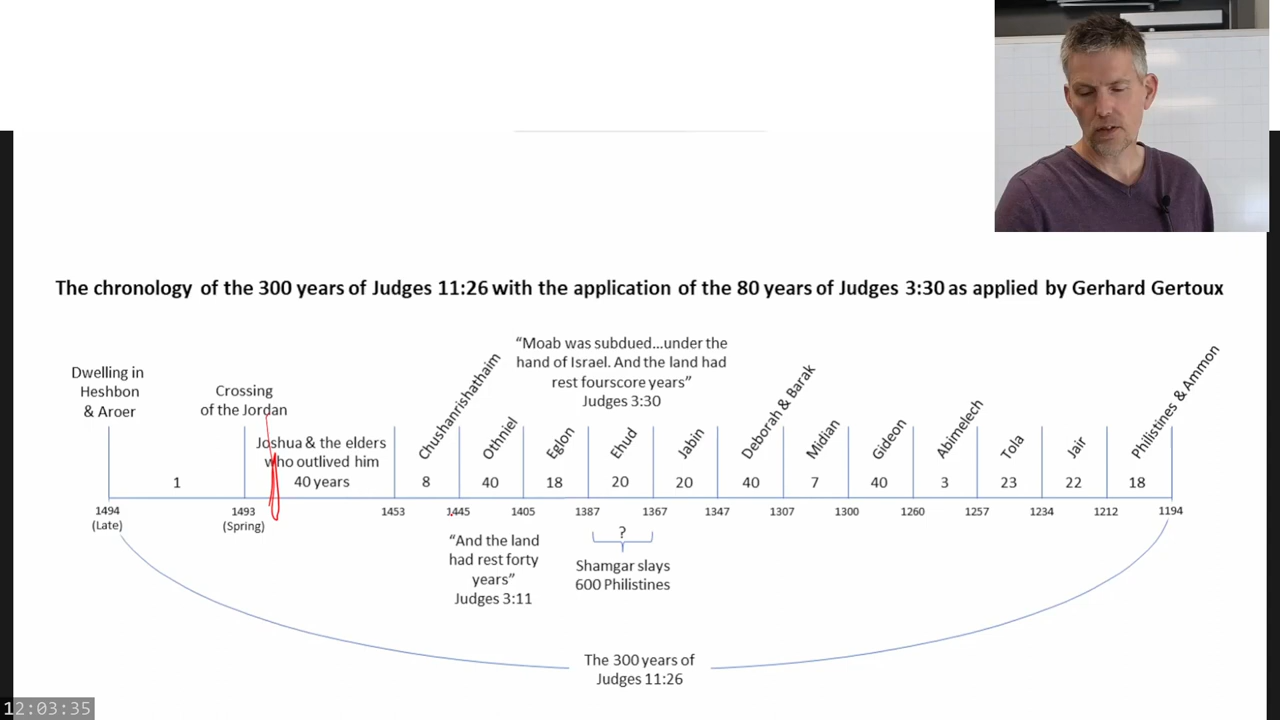 The chronology of the 300 years of Judges 11:26 with the application of the 80 years of Judges 3:30 as applied by Gerhard Gertoux
"Moab was subdued...under the
hand of Israel. And the land had
rest fourscore years"
Judges 3:30
Dwelling in
Heshbon
& Aroer
Crossing
of the Jordan
Joshua & the elders
who outlived him
40 years
Chushanrishathaim
Othniel
Eglon
Ehud
Jabin
Deborah & Barak
Midian
Gideon
Abimelech
Tola
Jair
Philistines & Ammon
1
8
40
18
20
20
40
7
40
3
23
22
18
1494
(Late)
1493
(Spring)
1453
1445
1405
1387
1367
1347
1307
1300
1260
1257
1234
1212
1194
"And the land
had rest forty
years"
Judges 3:11
?
Shamgar slays
600 Philistines
The 300 years of
Judges 11:26
12:03:35